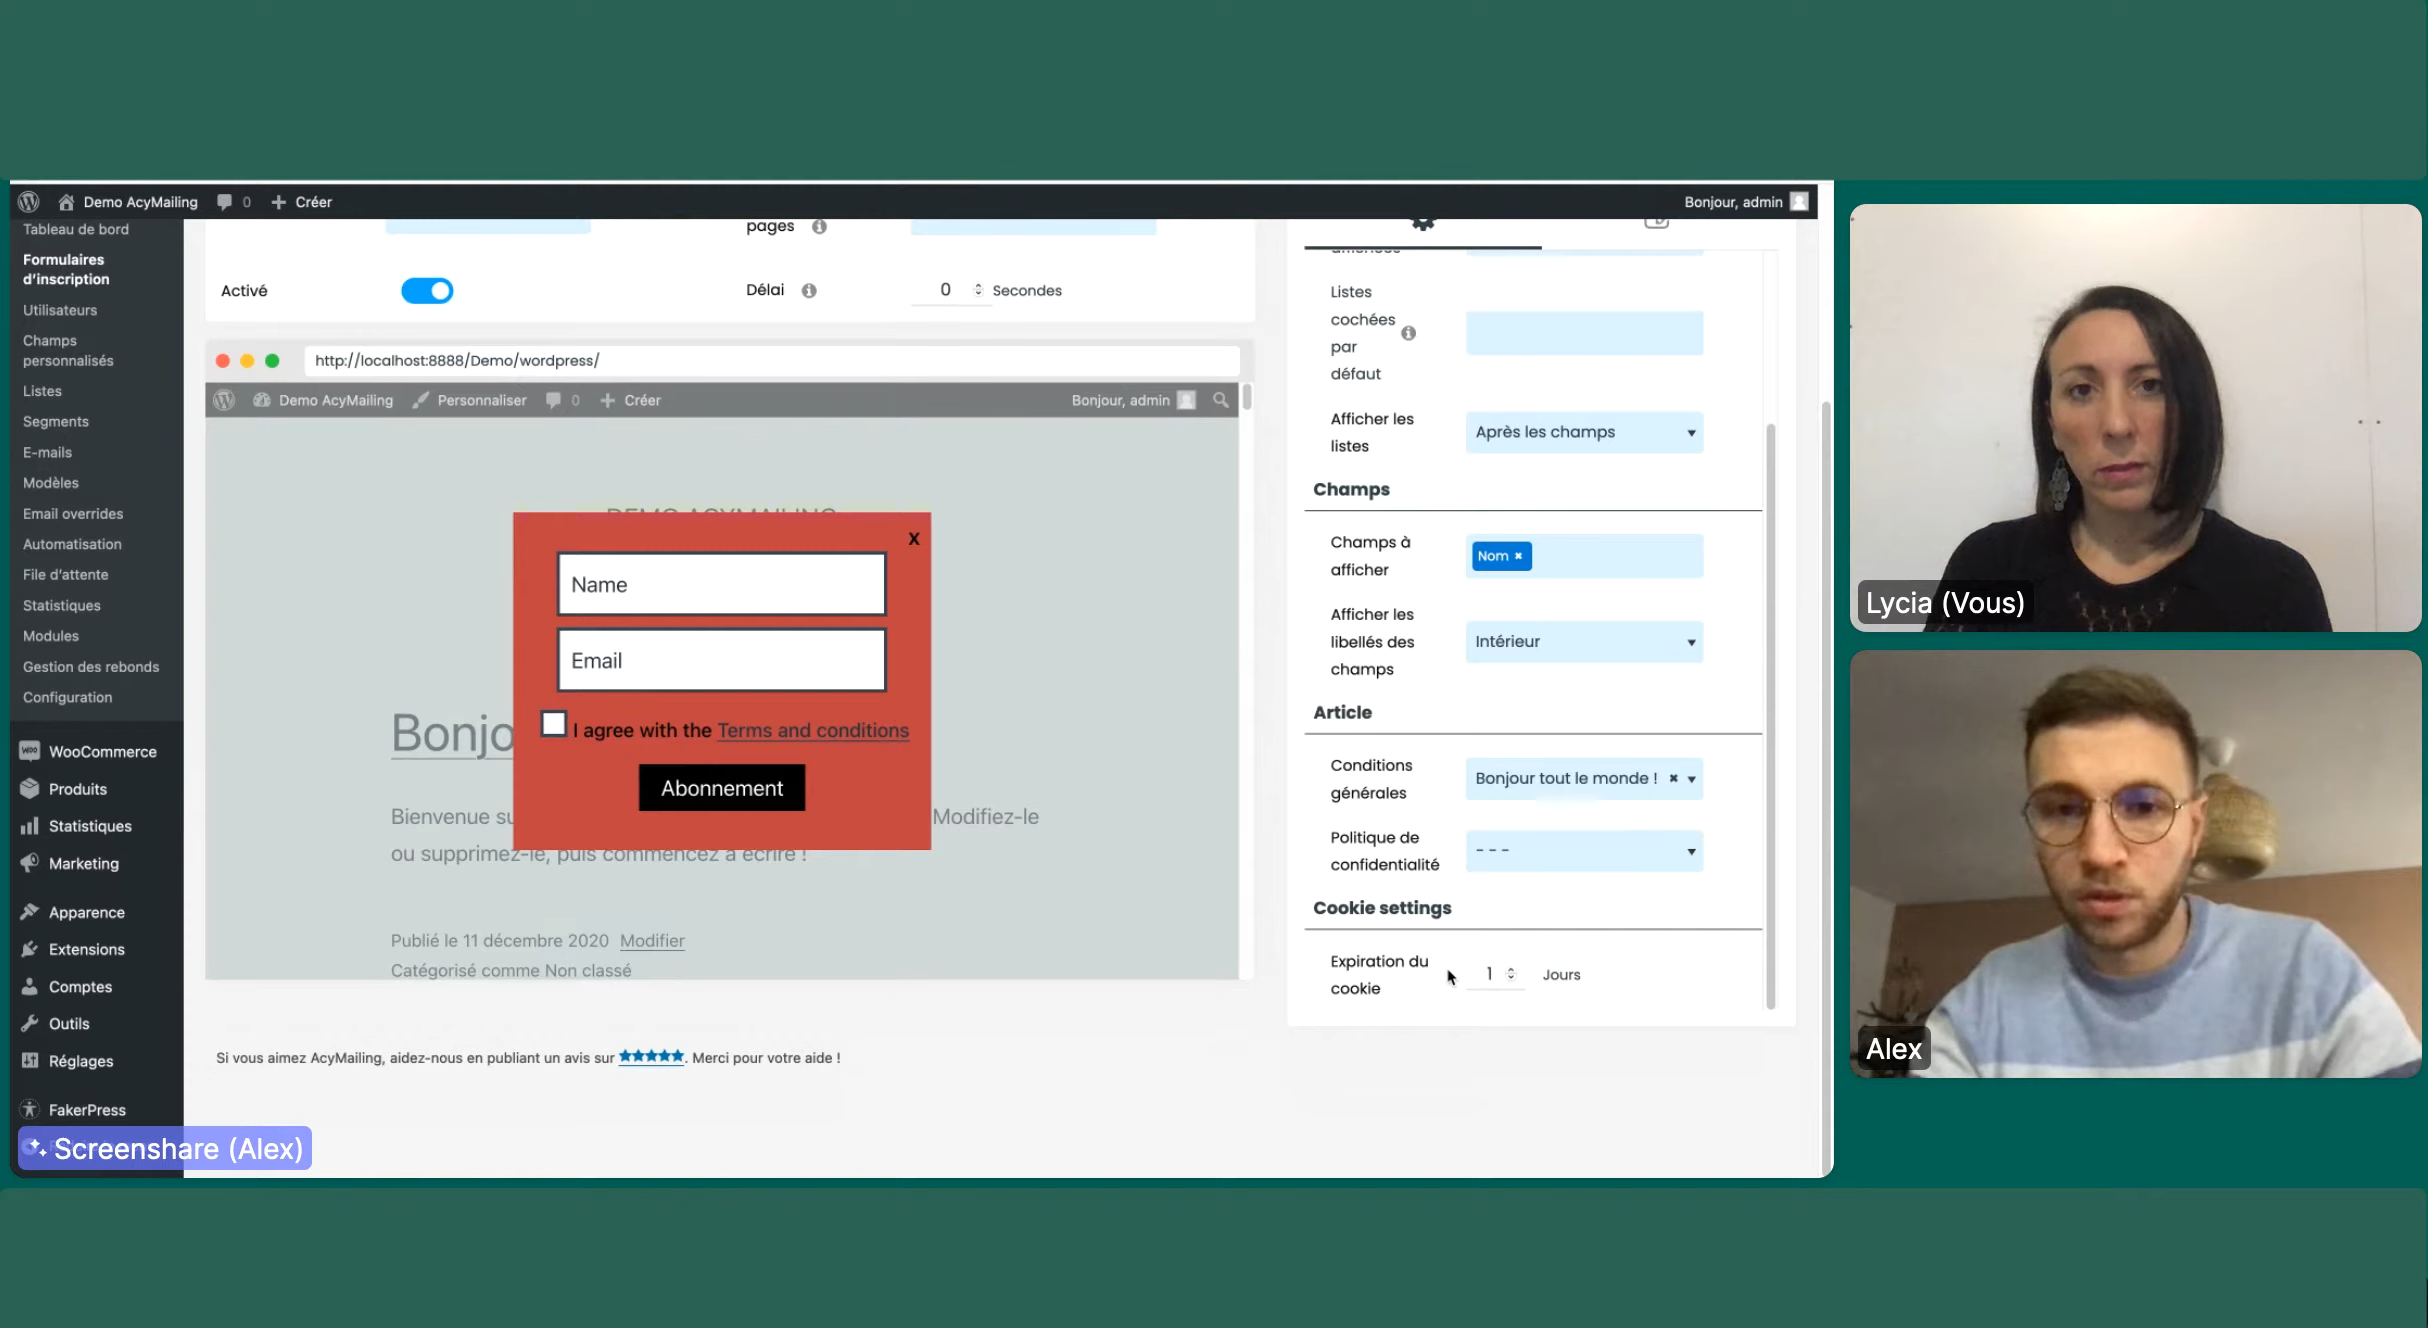 Demo AcyMailing 0 Créer
Bonjour, admin
Tableau de bord
Formulaires
d'inscription
Utilisateurs
Champs
personnalisés
Listes
Segments
E-mails
Modèles
Email overrides
Automatisation
File d'attente
Statistiques
Modules
Gestion des rebonds
Configuration
WooCommerce
Produits
Statistiques
Marketing
Apparence
Extensions
Comptes
Outils
Réglages
FakerPress
Screenshare (Alex)
pages
Activé
Délai 0 Secondes
http://localhost:8888/Demo/wordpress/
Demo AcyMailing Personnaliser 0 Créer
Bonjour, admin
DEMO ACYMAILING
x
Name
Email
I agree with the Terms and conditions
Abonnement
Bonjo
Bienvenue su Modifiez-le
ou supprimez-le, puis commencez à écrire !
Publié le 11 décembre 2020 Modifier
Catégorisé comme Non classé
Si vous aimez AcyMailing, aidez-nous en publiant un avis sur ★★★★★. Merci pour votre aide !
Listes
cochées
par
défaut
Afficher les
listes
Après les champs
Champs
Champs à
afficher
Nom ×
Afficher les
libellés des
champs
Intérieur
Article
Conditions
générales
Bonjour tout le monde ! ×
Politique de
confidentialité
- - -
Cookie settings
Expiration du
cookie
1 Jours
Lycia (Vous)
Alex